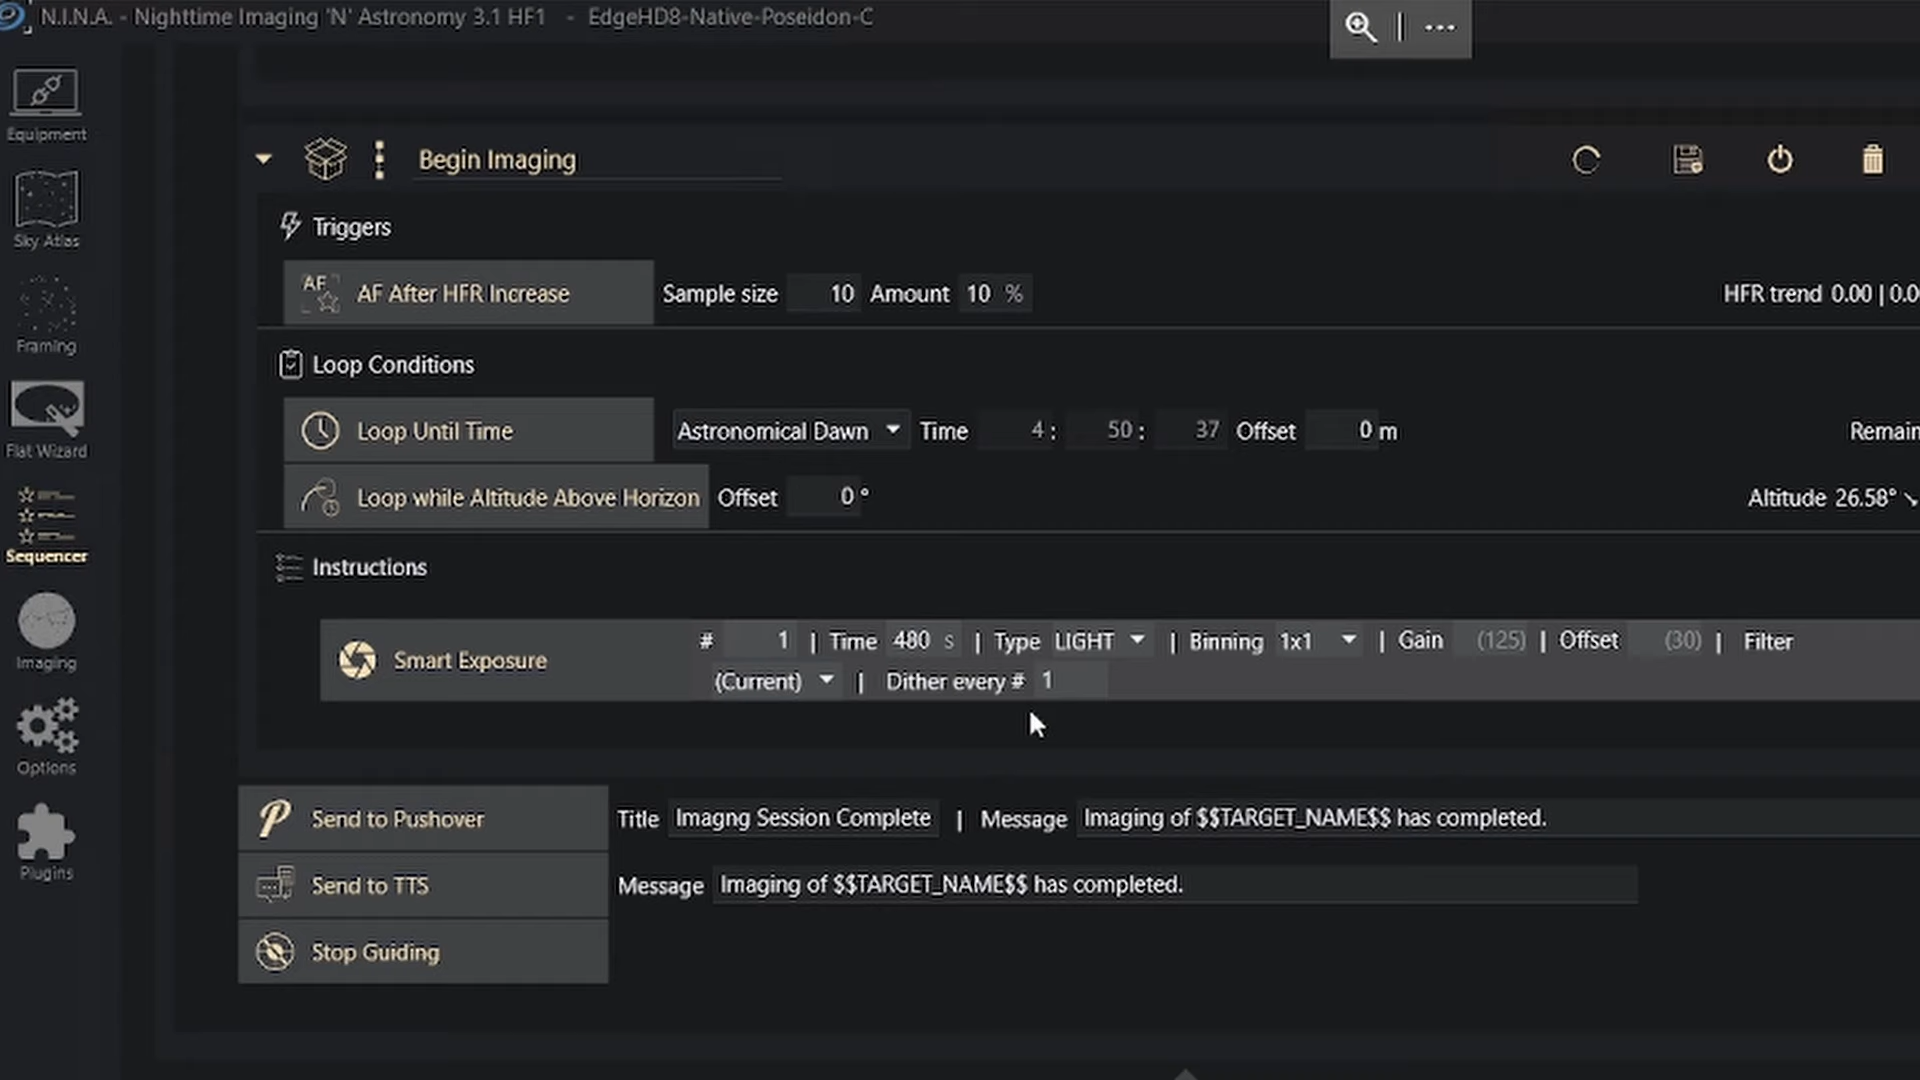 N.I.N.A. - Nighttime Imaging 'N' Astronomy 3.1 HF1 - EdgeHD8-Native-Poseidon-C
Equipment
Sky Atlas
Framing
Flat Wizard
Sequencer
Imaging
Options
Plugins
Begin Imaging
Triggers
AF AF After HFR Increase Sample size 10 Amount 10 % HFR trend 0.00 | 0.0
Loop Conditions
Loop Until Time Astronomical Dawn Time 4 : 50 : 37 Offset 0 m Remain
Loop while Altitude Above Horizon Offset 0 ° Altitude 26.58° ↘
Instructions
Smart Exposure # 1 | Time 480 s | Type LIGHT | Binning 1x1 | Gain (125) | Offset (30) | Filter
(Current) | Dither every # 1
Send to Pushover Title Imagng Session Complete | Message Imaging of $$TARGET_NAME$$ has completed.
Send to TTS Message Imaging of $$TARGET_NAME$$ has completed.
Stop Guiding